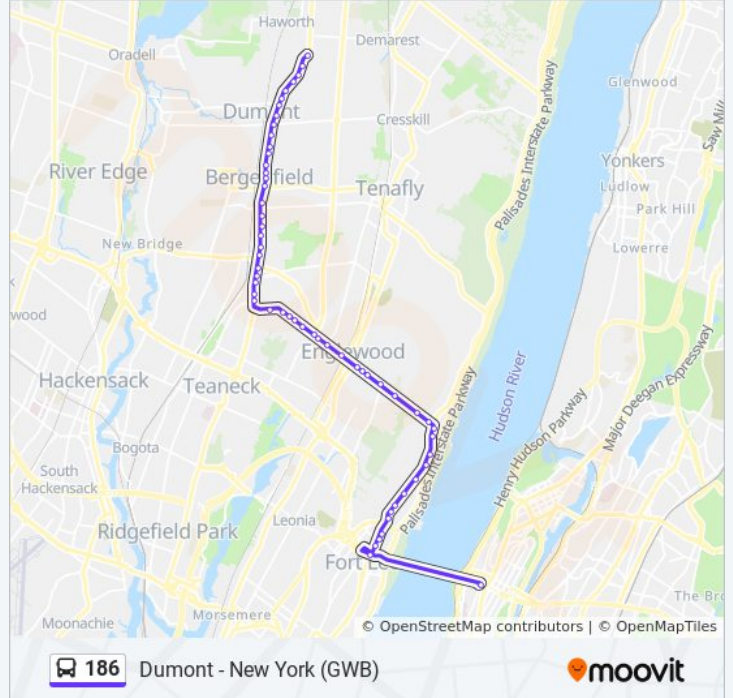 Haworth
Oradell
Demarest
Glenwood
Dumont
Cresskill
Palisades Interstate Parkway
Saw Mill
River Edge
Bergenfield
Tenafly
Yonkers
Ludlow
Park Hill
New Bridge
Lowerre
wood
Englewood
Hackensack
Teaneck
Hudson River
Major Deegan Expressway
Henry Hudson Parkway
Palisades Interstate Parkway
Bogota
South
Hackensack
Leonia
Ridgefield Park
Fort Lee
The Bro
Morsemere
Moonachie
© OpenStreetMap contributors | © OpenMapTiles
186 Dumont - New York (GWB)
moovit